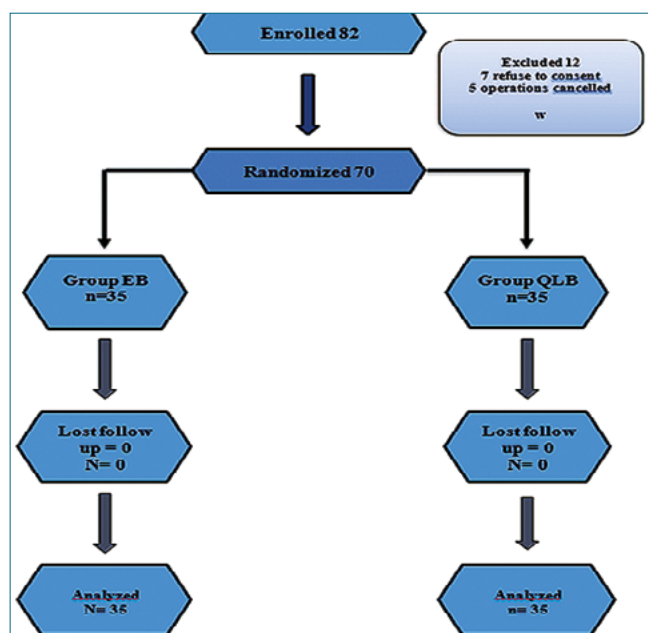 Enrolled 82
Excluded 12
7 refuse to consent
5 operations cancelled
w
Randomized 70
Group EB
n=35
Group QLB
n=35
Lost follow
up = 0
N= 0
Lost follow
up = 0
N= 0
Analyzed
N= 35
Analyzed
n= 35